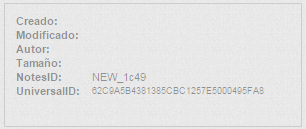 Creado:
Modificado:
Autor:
Tamaño:
NotesID: NEW_1c49
UniversalID: 62C9A5B4381385CBC1257E5000495FA8